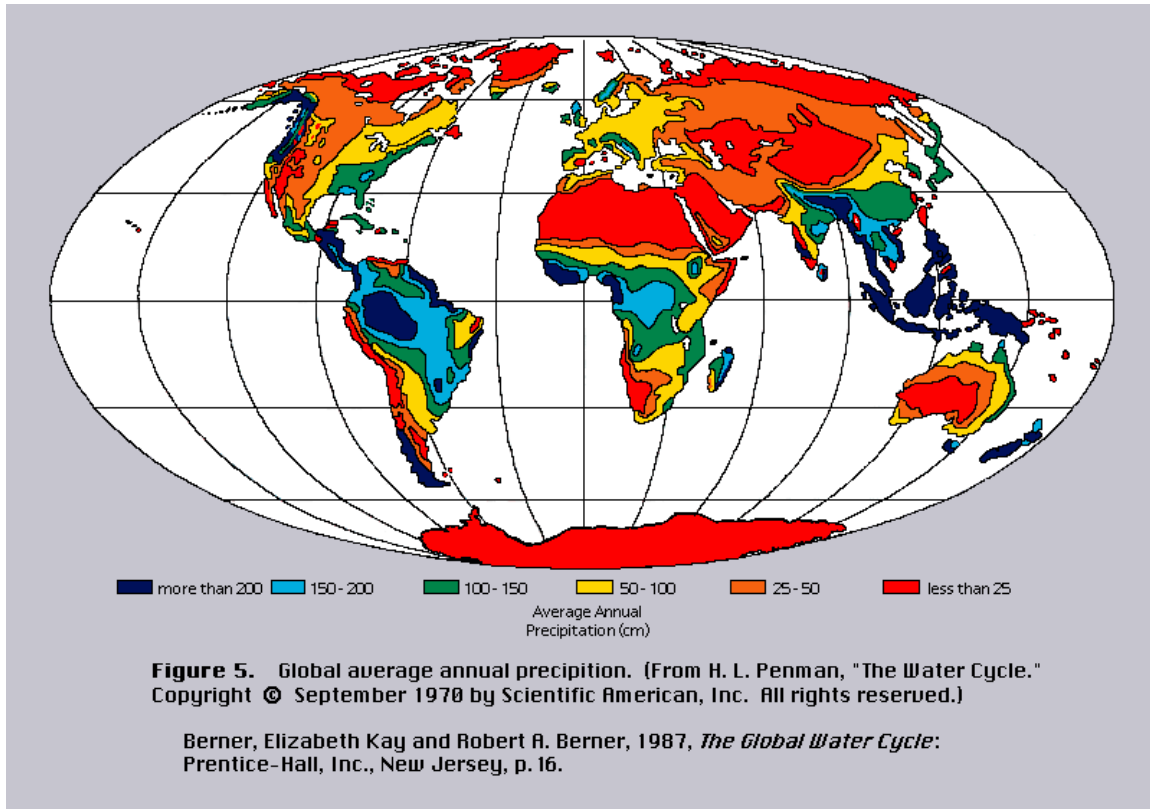 more than 200 150 - 200 100 - 150 50 - 100 25 - 50 less than 25
Average Annual
Precipitation (cm)
Figure 5. Global average annual precipition. (From H. L. Penman, "The Water Cycle."
Copyright © September 1970 by Scientific American, Inc. All rights reserved.)
Berner, Elizabeth Kay and Robert A. Berner, 1987, The Global Water Cycle:
Prentice-Hall, Inc., New Jersey, p. 16.